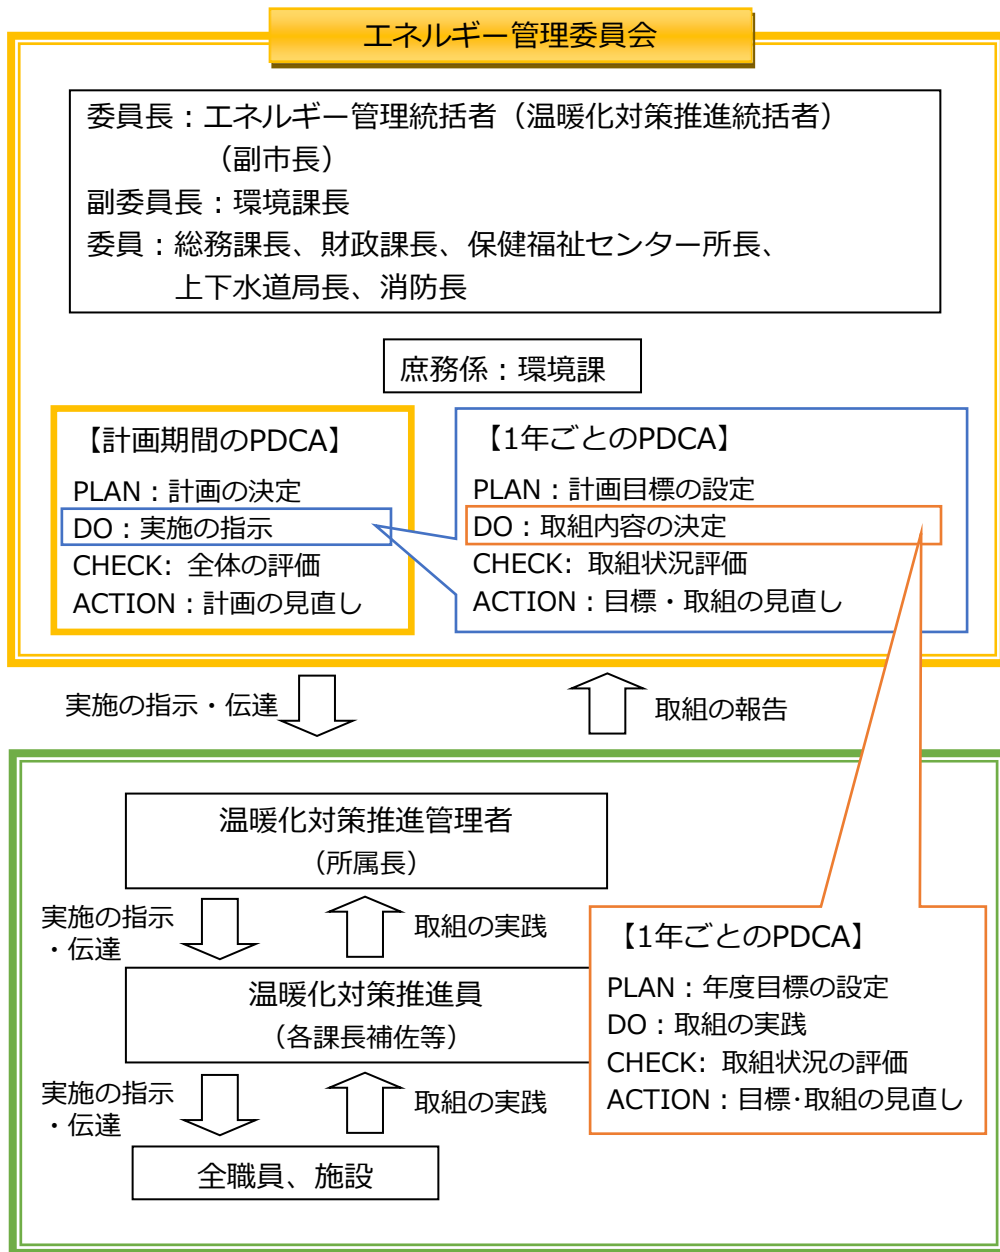 エネルギー管理委員会
委員長：エネルギー管理統括者（温暖化対策推進統括者）
（副市長）
副委員長：環境課長
委員：総務課長、財政課長、保健福祉センター所長、
上下水道局長、消防長
庶務係：環境課
【計画期間のPDCA】
PLAN：計画の決定
DO：実施の指示
CHECK: 全体の評価
ACTION：計画の見直し
【1年ごとのPDCA】
PLAN：計画目標の設定
DO：取組内容の決定
CHECK: 取組状況評価
ACTION：目標・取組の見直し
実施の指示・伝達
取組の報告
温暖化対策推進管理者
（所属長）
実施の指示
・伝達
取組の実践
温暖化対策推進員
（各課長補佐等）
実施の指示
・伝達
取組の実践
全職員、施設
【1年ごとのPDCA】
PLAN：年度目標の設定
DO：取組の実践
CHECK: 取組状況の評価
ACTION：目標･取組の見直し